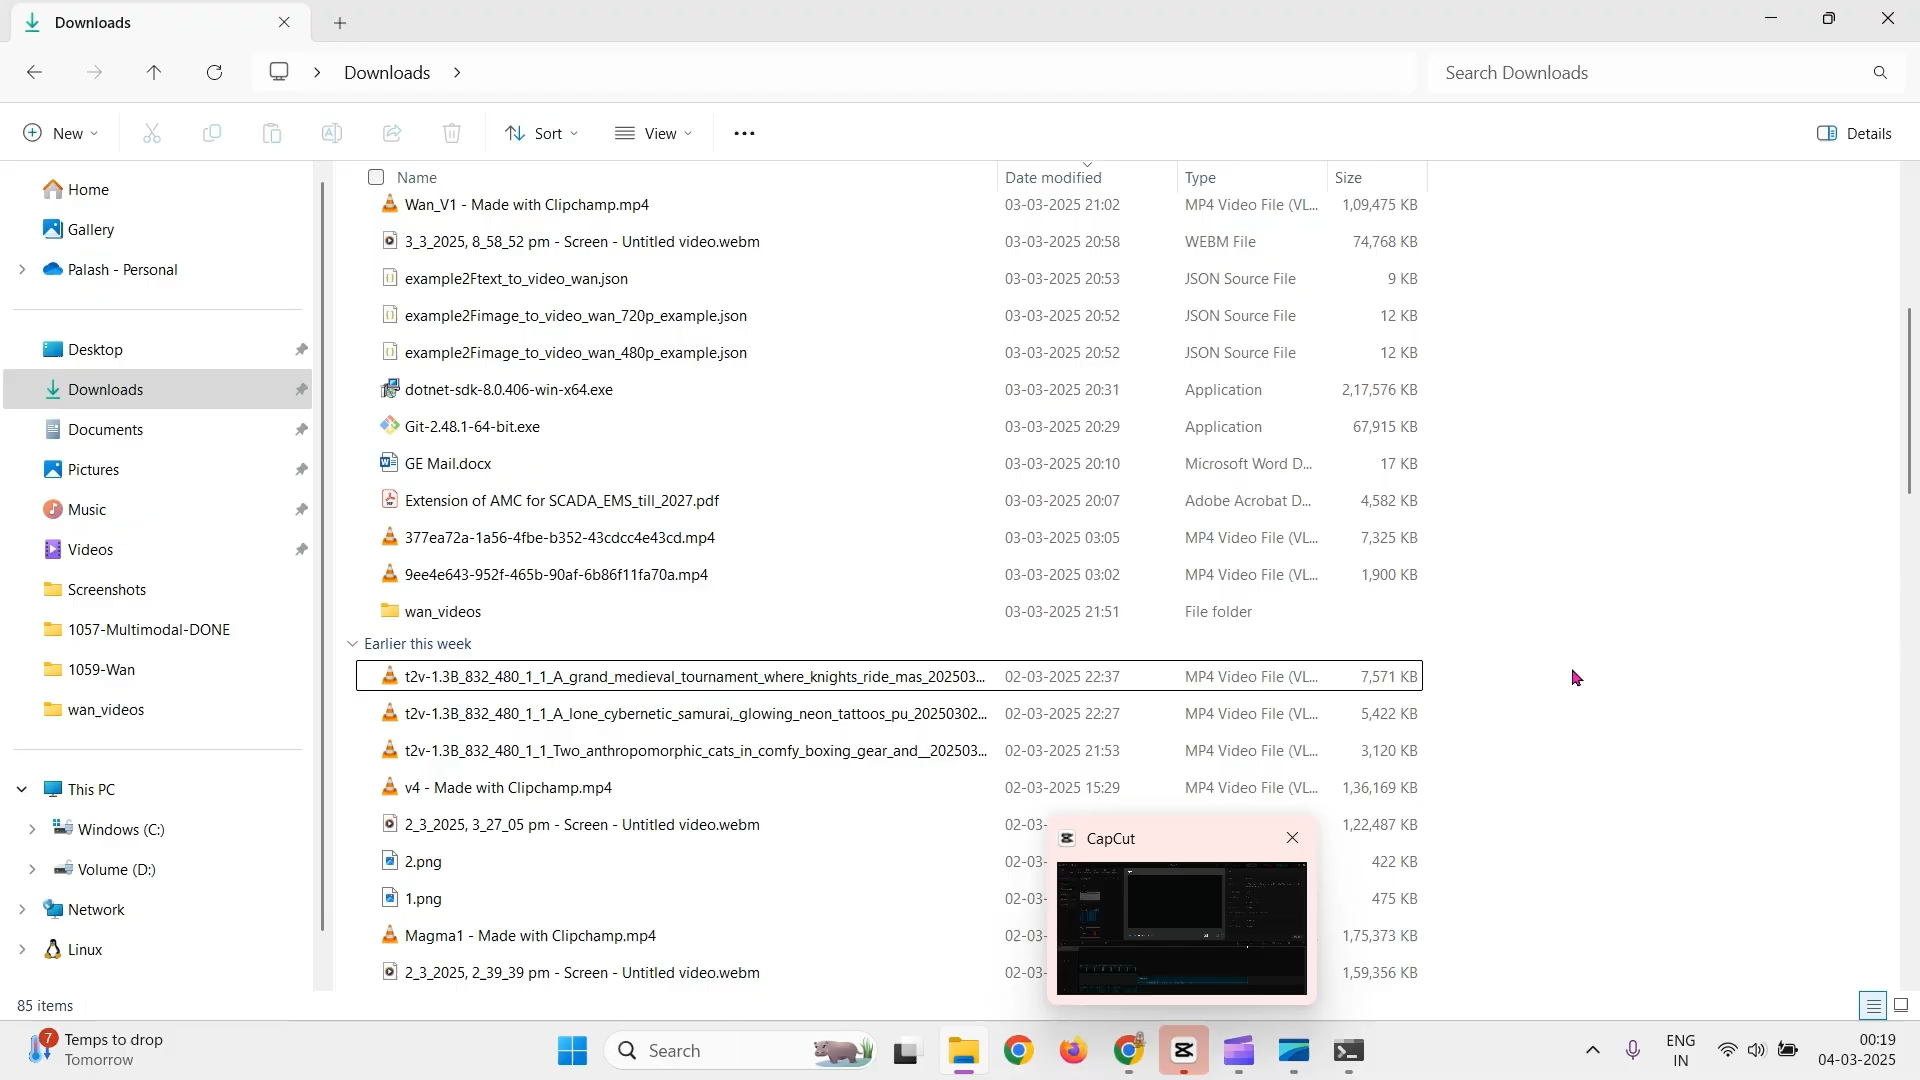 Downloads
Downloads
Search Downloads
New
Sort
View
Details
Home
Gallery
Palash - Personal
Desktop
Downloads
Documents
Pictures
Music
Videos
Screenshots
1057-Multimodal-DONE
1059-Wan
wan_videos
This PC
Windows (C:)
Volume (D:)
Network
Linux
Name Date modified Type Size
Wan_V1 - Made with Clipchamp.mp4 03-03-2025 21:02 MP4 Video File (VL... 1,09,475 KB
3_3_2025, 8_58_52 pm - Screen - Untitled video.webm 03-03-2025 20:58 WEBM File 74,768 KB
example2Ftext_to_video_wan.json 03-03-2025 20:53 JSON Source File 9 KB
example2Fimage_to_video_wan_720p_example.json 03-03-2025 20:52 JSON Source File 12 KB
example2Fimage_to_video_wan_480p_example.json 03-03-2025 20:52 JSON Source File 12 KB
dotnet-sdk-8.0.406-win-x64.exe 03-03-2025 20:31 Application 2,17,576 KB
Git-2.48.1-64-bit.exe 03-03-2025 20:29 Application 67,915 KB
GE Mail.docx 03-03-2025 20:10 Microsoft Word D... 17 KB
Extension of AMC for SCADA_EMS_till_2027.pdf 03-03-2025 20:07 Adobe Acrobat D... 4,582 KB
377ea72a-1a56-4fbe-b352-43cdcc4e43cd.mp4 03-03-2025 03:05 MP4 Video File (VL... 7,325 KB
9ee4e643-952f-465b-90af-6b86f11fa70a.mp4 03-03-2025 03:02 MP4 Video File (VL... 1,900 KB
wan_videos 03-03-2025 21:51 File folder
Earlier this week
t2v-1.3B_832_480_1_1_A_grand_medieval_tournament_where_knights_ride_mas_202503... 02-03-2025 22:37 MP4 Video File (VL... 7,571 KB
t2v-1.3B_832_480_1_1_A_lone_cybernetic_samurai,_glowing_neon_tattoos_pu_20250302... 02-03-2025 22:27 MP4 Video File (VL... 5,422 KB
t2v-1.3B_832_480_1_1_Two_anthropomorphic_cats_in_comfy_boxing_gear_and__202503... 02-03-2025 21:53 MP4 Video File (VL... 3,120 KB
v4 - Made with Clipchamp.mp4 02-03-2025 15:29 MP4 Video File (VL... 1,36,169 KB
2_3_2025, 3_27_05 pm - Screen - Untitled video.webm 02-03- 1,22,487 KB
2.png 02-03- 422 KB
1.png 02-03- 475 KB
Magma1 - Made with Clipchamp.mp4 02-03- 1,75,373 KB
2_3_2025, 2_39_39 pm - Screen - Untitled video.webm 02-03- 1,59,356 KB
CapCut
85 items
7
Temps to drop
Tomorrow
Search
ENG
IN
00:19
04-03-2025